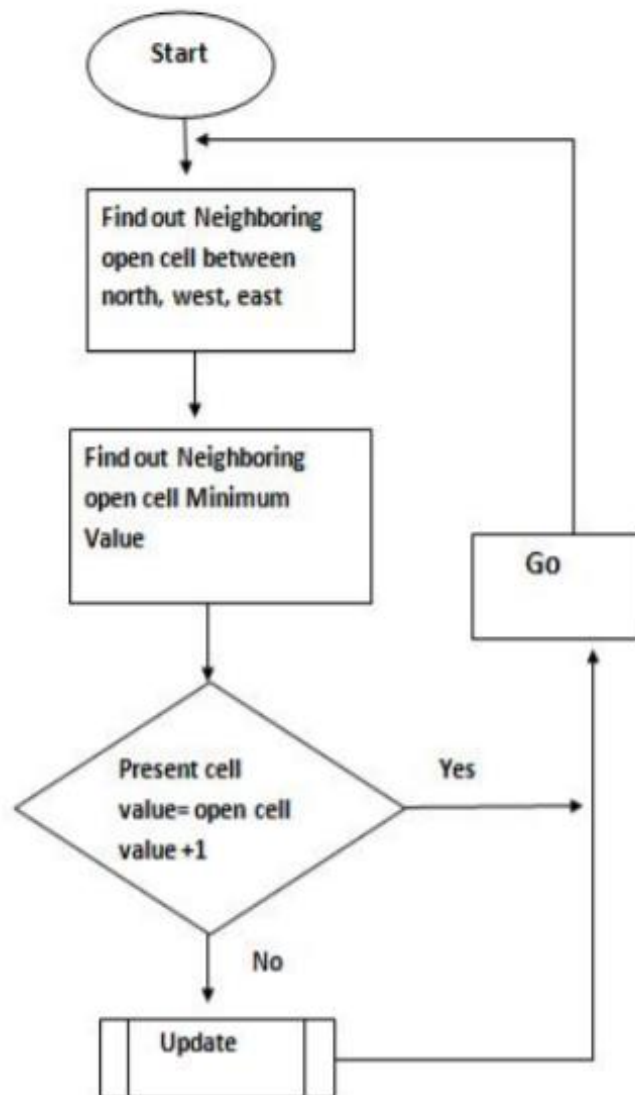 Start
Find out Neighboring
open cell between
north, west, east
Find out Neighboring
open cell Minimum
Value
Go
Present cell
value= open cell
value +1
Yes
No
Update